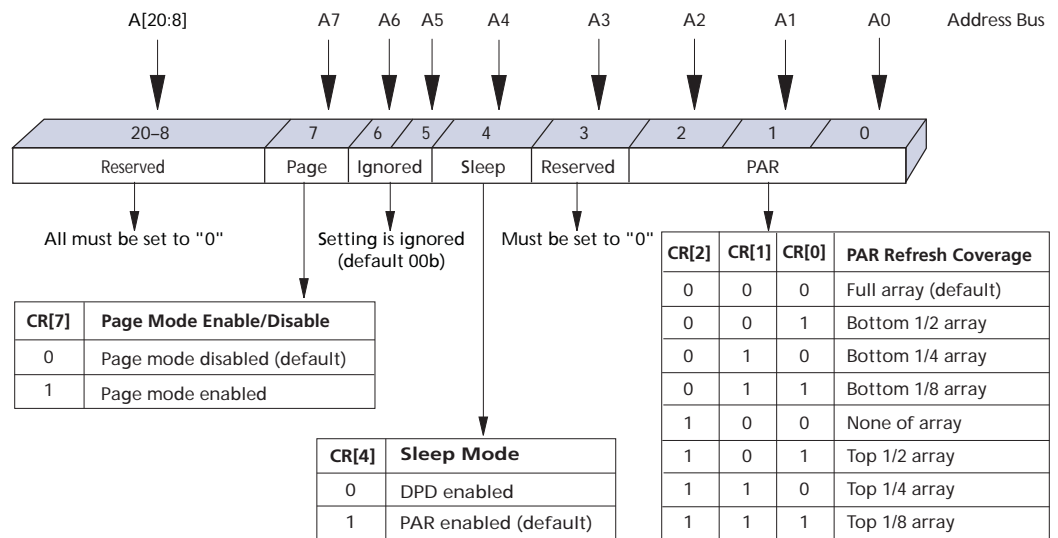 A[20:8] A7 A6 A5 A4 A3 A2 A1 A0 Address Bus
20–8 7 6 5 4 3 2 1 0
Reserved Page Ignored Sleep Reserved PAR
All must be set to "0"
Setting is ignored
(default 00b)
Must be set to "0"
CR[7] Page Mode Enable/Disable
0 Page mode disabled (default)
1 Page mode enabled
CR[4] Sleep Mode
0 DPD enabled
1 PAR enabled (default)
CR[2] CR[1] CR[0] PAR Refresh Coverage
0 0 0 Full array (default)
0 0 1 Bottom 1/2 array
0 1 0 Bottom 1/4 array
0 1 1 Bottom 1/8 array
1 0 0 None of array
1 0 1 Top 1/2 array
1 1 0 Top 1/4 array
1 1 1 Top 1/8 array